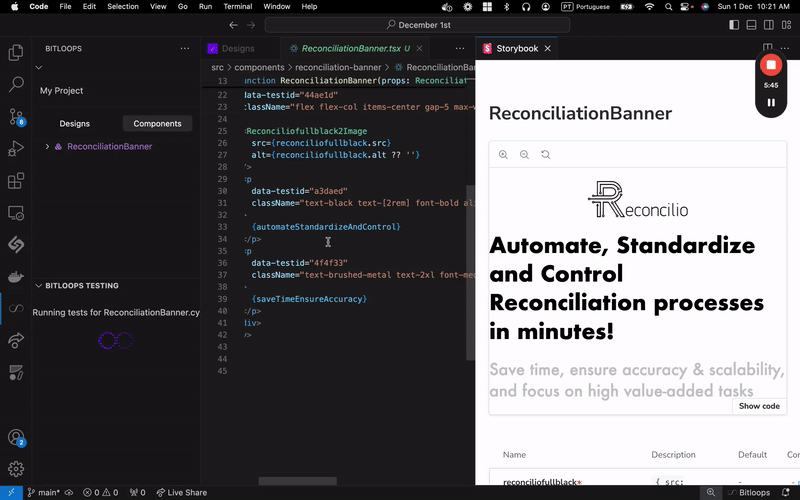 Code File Edit Selection View Go Run Terminal Window Help PT Portuguese Sun 1 Dec 10:21 AM
December 1st
BITLOOPS
My Project
Designs Components
ReconciliationBanner
BITLOOPS TESTING
Running tests for ReconciliationBanner.cy
Designs ReconciliationBanner.tsx U
src > components > reconciliation-banner > ReconciliationBan
13 unction ReconciliationBanner(props: Reconciliat
22 data-testid="44ae1d"
23 className="flex flex-col items-center gap-5 max-w
24
25 <Reconciliofullblack2Image
26 src={reconciliofullblack.src}
27 alt={reconciliofullblack.alt ?? ''}
28 />
29 <p
30 data-testid="a3daed"
31 className="text-black text-[2rem] font-bold ali
32 >
33 {automateStandardizeAndControl}
34 </p>
35 <p
36 data-testid="4f4f33"
37 className="text-brushed-metal text-2xl font-med
38 >
39 {saveTimeEnsureAccuracy}
40 </p>
41 div>
42 >;
43
44
45
Storybook
5:45
ReconciliationBanner
Reconcilio
Automate, Standardize
and Control
Reconciliation processes
in minutes!
Save time, ensure accuracy & scalability,
and focus on high value-added tasks
Show code
Name Description Default Con
reconciliofullblack* { src: - -
6
2
main* 0 0 0 Live Share Bitloops